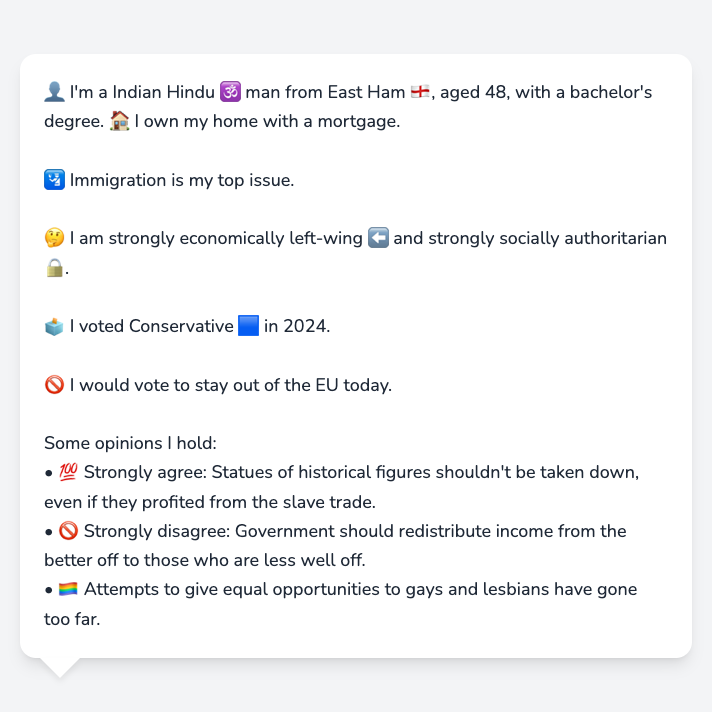 👤 I'm a Indian Hindu 🕉️ man from East Ham 🏴󠁧󠁢󠁥󠁮󠁧󠁿, aged 48, with a bachelor's
degree. 🏠 I own my home with a mortgage.
🛂 Immigration is my top issue.
🤔 I am strongly economically left-wing ⬅️ and strongly socially authoritarian
🔒.
🗳️ I voted Conservative 🟦 in 2024.
🚫 I would vote to stay out of the EU today.
Some opinions I hold:
• 💯 Strongly agree: Statues of historical figures shouldn't be taken down,
even if they profited from the slave trade.
• 🚫 Strongly disagree: Government should redistribute income from the
better off to those who are less well off.
• 🏳️‍🌈 Attempts to give equal opportunities to gays and lesbians have gone
too far.